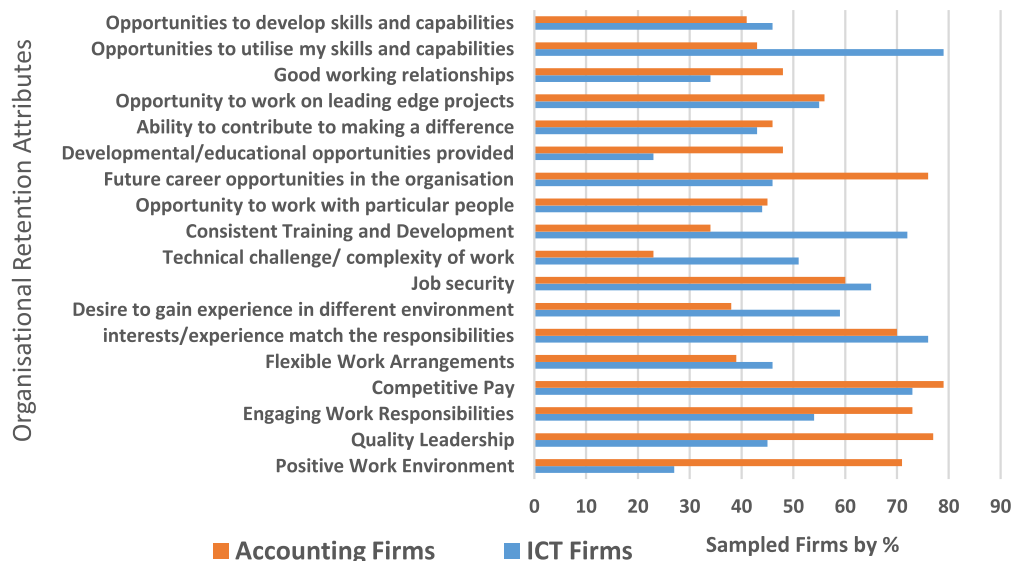 Organisational Retention Attributes
Opportunities to develop skills and capabilities
Opportunities to utilise my skills and capabilities
Good working relationships
Opportunity to work on leading edge projects
Ability to contribute to making a difference
Developmental/educational opportunities provided
Future career opportunities in the organisation
Opportunity to work with particular people
Consistent Training and Development
Technical challenge/ complexity of work
Job security
Desire to gain experience in different environment
interests/experience match the responsibilities
Flexible Work Arrangements
Competitive Pay
Engaging Work Responsibilities
Quality Leadership
Positive Work Environment
0 10 20 30 40 50 60 70 80 90
Accounting Firms ICT Firms Sampled Firms by %